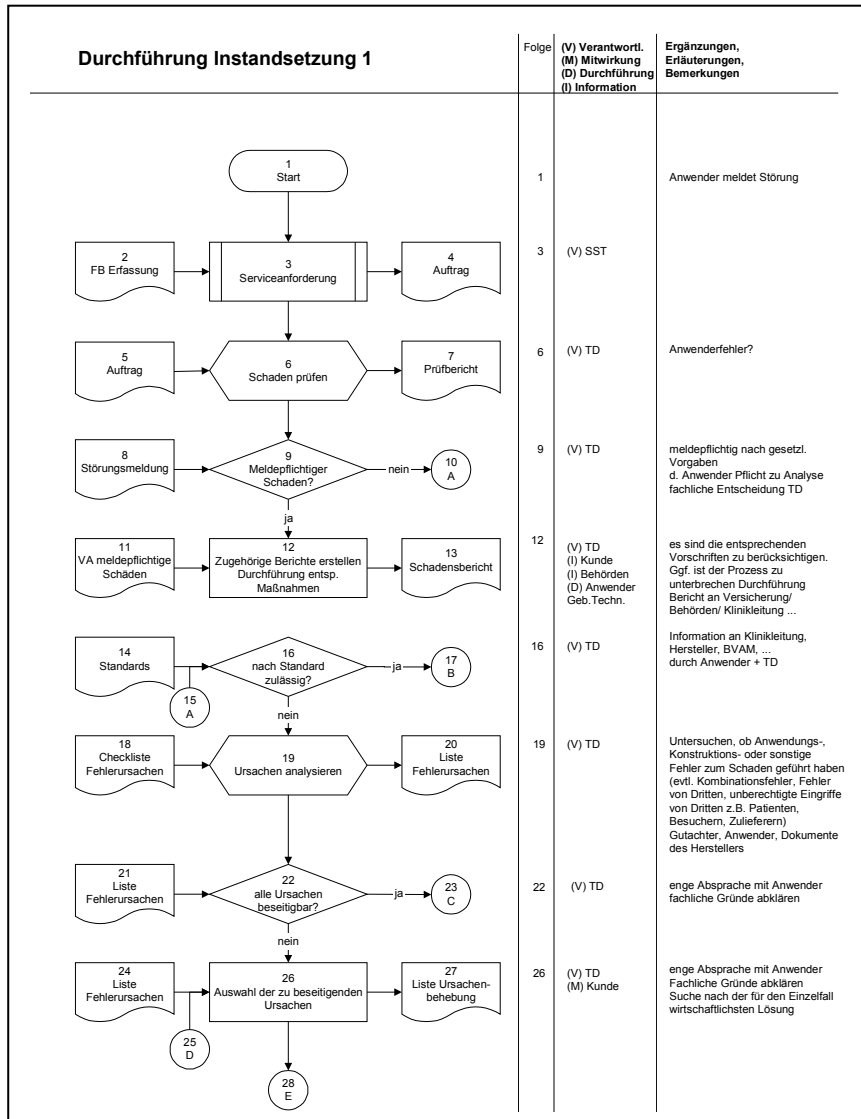 Durchführung Instandsetzung 1
Folge
(V) Verantwortl.
(M) Mitwirkung
(D) Durchführung
(I) Information
Ergänzungen,
Erläuterungen,
Bemerkungen
1
Start
1
Anwender meldet Störung
2
FB Erfassung
3
Serviceanforderung
4
Auftrag
3
(V) SST
5
Auftrag
6
Schaden prüfen
7
Prüfbericht
6
(V) TD
Anwenderfehler?
8
Störungsmeldung
9
Meldepflichtiger
Schaden?
nein
10
A
9
(V) TD
meldepflichtig nach gesetzl.
Vorgaben
d. Anwender Pflicht zu Analyse
fachliche Entscheidung TD
ja
11
VA meldepflichtige
Schäden
12
Zugehörige Berichte erstellen
Durchführung entsp.
Maßnahmen
13
Schadensbericht
12
(V) TD
(I) Kunde
(I) Behörden
(D) Anwender
Geb.Techn.
es sind die entsprechenden
Vorschriften zu berücksichtigen.
Ggf. ist der Prozess zu
unterbrechen Durchführung
Bericht an Versicherung/
Behörden/ Klinikleitung ...
14
Standards
15
A
16
nach Standard
zulässig?
ja
17
B
16
(V) TD
Information an Klinikleitung,
Hersteller, BVAM, ...
durch Anwender + TD
nein
18
Checkliste
Fehlerursachen
19
Ursachen analysieren
20
Liste
Fehlerursachen
19
(V) TD
Untersuchen, ob Anwendungs-,
Konstruktions- oder sonstige
Fehler zum Schaden geführt haben
(evtl. Kombinationsfehler, Fehler
von Dritten, unberechtigte Eingriffe
von Dritten z.B. Patienten,
Besuchern, Zulieferern)
Gutachter, Anwender, Dokumente
des Herstellers
21
Liste
Fehlerursachen
22
alle Ursachen
beseitigbar?
ja
23
C
22
(V) TD
enge Absprache mit Anwender
fachliche Gründe abklären
nein
24
Liste
Fehlerursachen
25
D
26
Auswahl der zu beseitigenden
Ursachen
27
Liste Ursachen-
behebung
26
(V) TD
(M) Kunde
enge Absprache mit Anwender
Fachliche Gründe abklären
Suche nach der für den Einzelfall
wirtschaftlichsten Lösung
28
E